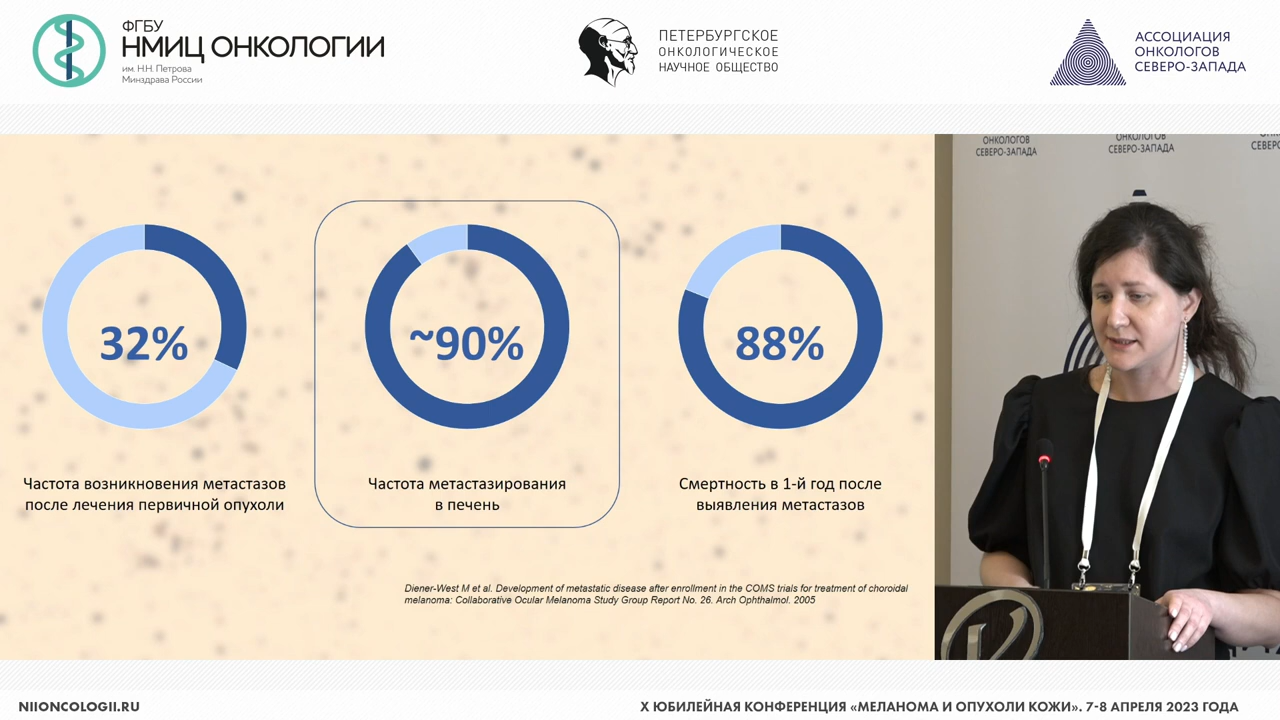 ФГБУ
НМИЦ ОНКОЛОГИИ
им. Н.Н. Петрова
Минздрава России
ПЕТЕРБУРГСКОЕ
ОНКОЛОГИЧЕСКОЕ
НАУЧНОЕ ОБЩЕСТВО
АССОЦИАЦИЯ
ОНКОЛОГОВ
СЕВЕРО-ЗАПАДА
ОНКОЛОГОВ
СЕВЕРО-ЗАПАДА
ОНКОЛОГОВ
СЕВЕРО-ЗАПАДА
32%
~90%
88%
Частота возникновения метастазов
после лечения первичной опухоли
Частота метастазирования
в печень
Смертность в 1-й год после
выявления метастазов
Diener-West M et al. Development of metastatic disease after enrollment in the COMS trials for treatment of choroidal
melanoma: Collaborative Ocular Melanoma Study Group Report No. 26. Arch Ophthalmol. 2005
NIIONCOLOGII.RU
X ЮБИЛЕЙНАЯ КОНФЕРЕНЦИЯ «МЕЛАНОМА И ОПУХОЛИ КОЖИ». 7-8 АПРЕЛЯ 2023 ГОДА